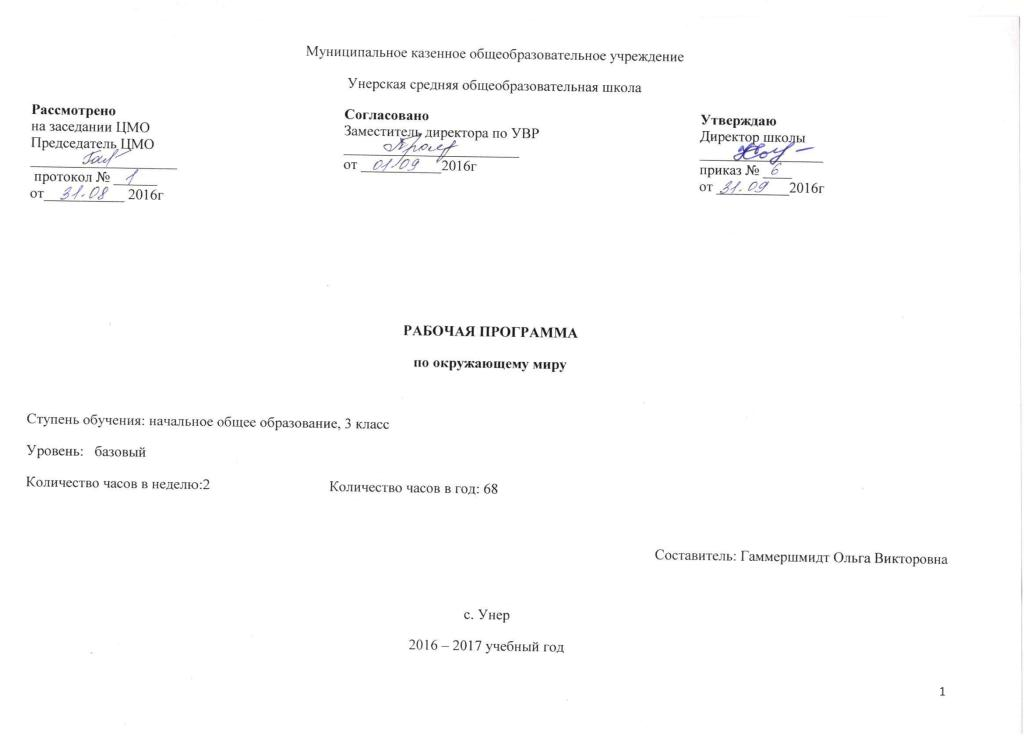 Муниципальное казенное общеобразовательное учреждение
Унерская средняя общеобразовательная школа
Рассмотрено
на заседании ЦМО
Председатель ЦМО
протокол № 1
от 31.08 2016г
Согласовано
Заместитель директора по УВР
от 01.09 2016г
Утверждаю
Директор школы
приказ № 6
от 31.09 2016г
РАБОЧАЯ ПРОГРАММА
по окружающему миру
Ступень обучения: начальное общее образование, 3 класс
Уровень: базовый
Количество часов в неделю:2 Количество часов в год: 68
Составитель: Гаммершмидт Ольга Викторовна
с. Унер
2016 – 2017 учебный год
1